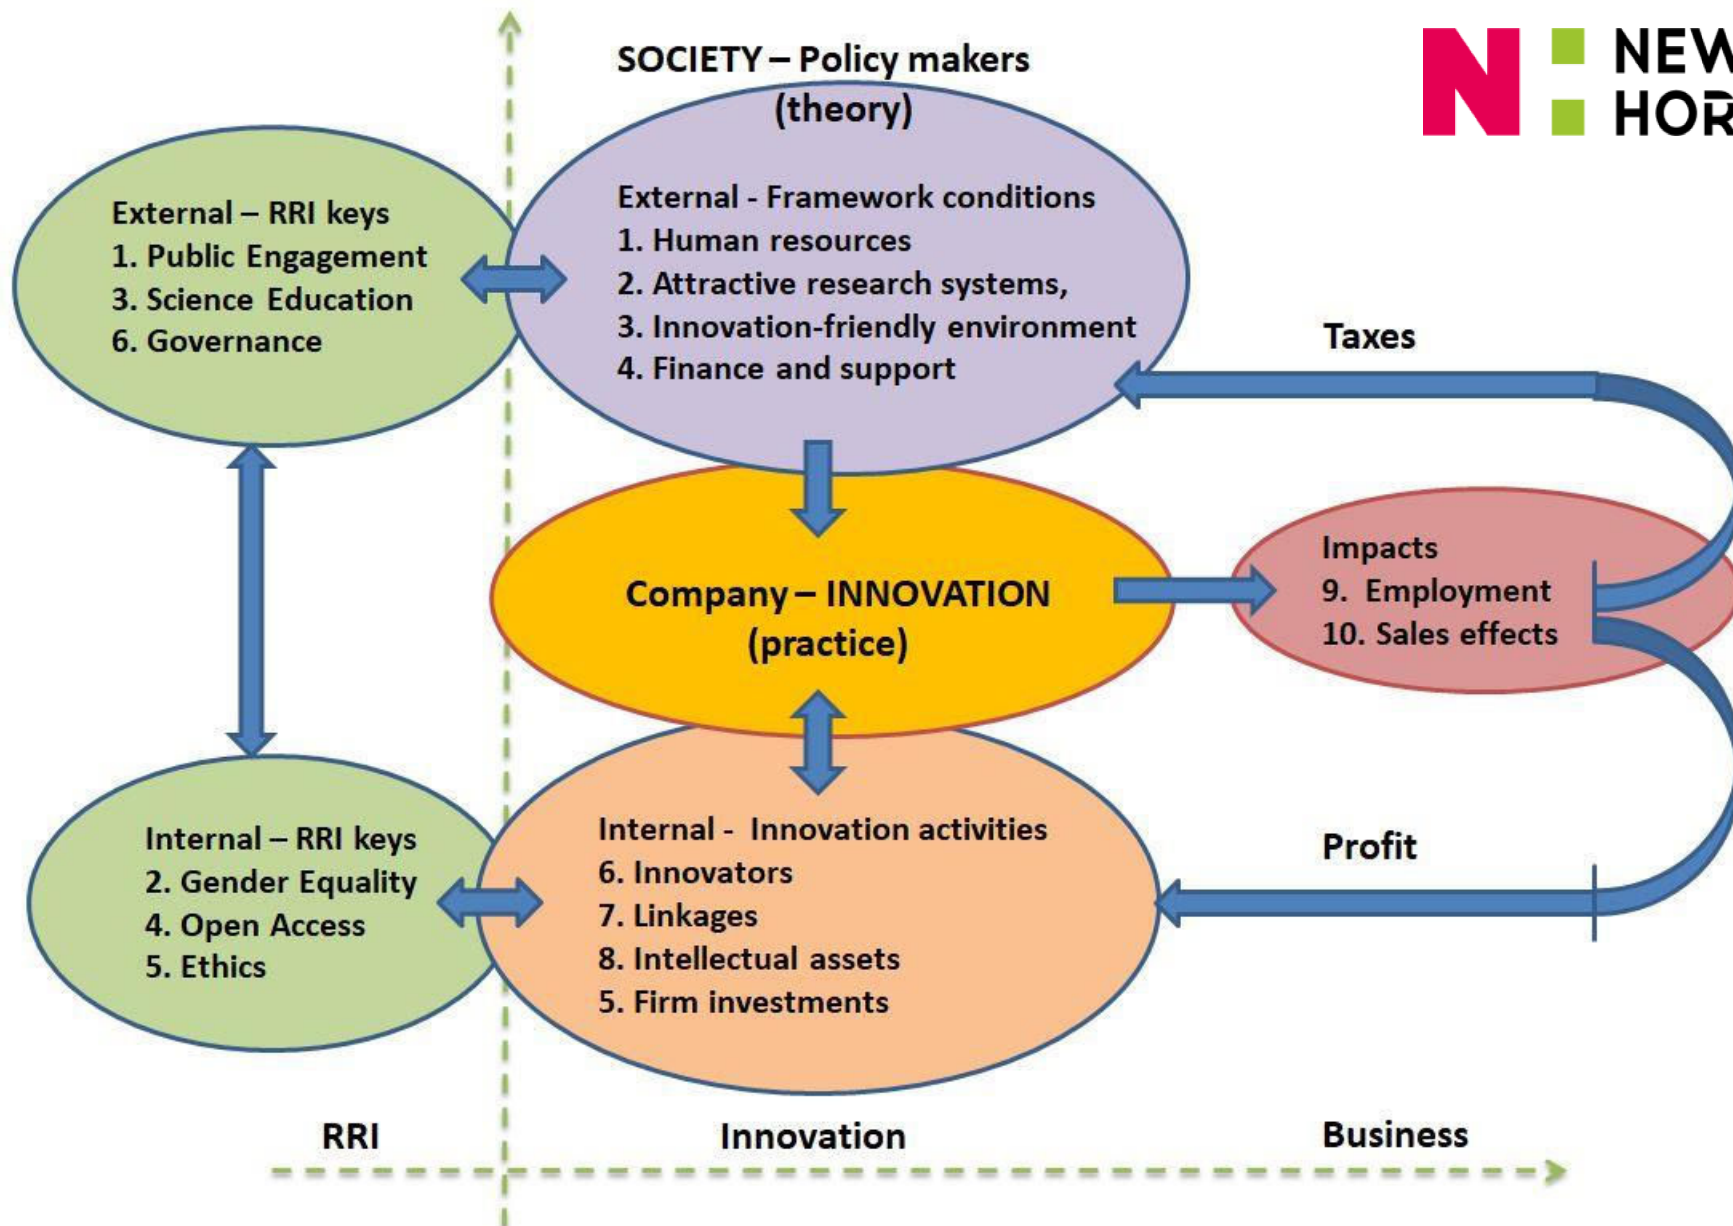 SOCIETY – Policy makers
(theory)
NEW
HOR
External – RRI keys
1. Public Engagement
3. Science Education
6. Governance
External - Framework conditions
1. Human resources
2. Attractive research systems,
3. Innovation-friendly environment
4. Finance and support
Taxes
Company – INNOVATION
(practice)
Impacts
9. Employment
10. Sales effects
Internal – RRI keys
2. Gender Equality
4. Open Access
5. Ethics
Internal - Innovation activities
6. Innovators
7. Linkages
8. Intellectual assets
5. Firm investments
Profit
RRI
Innovation
Business